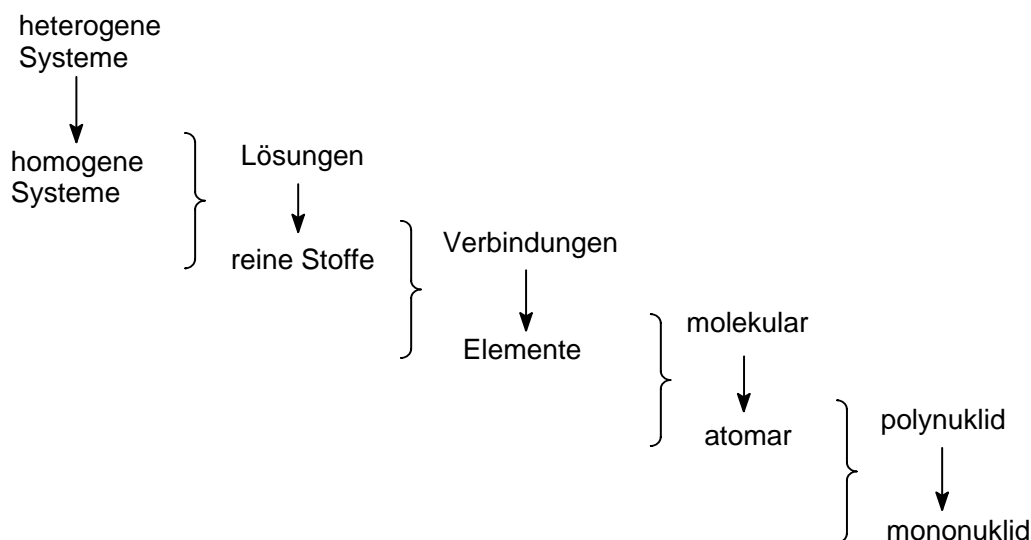 heterogene
Systeme
homogene
Systeme
Lösungen
reine Stoffe
Verbindungen
Elemente
molekular
atomar
polynuklid
mononuklid